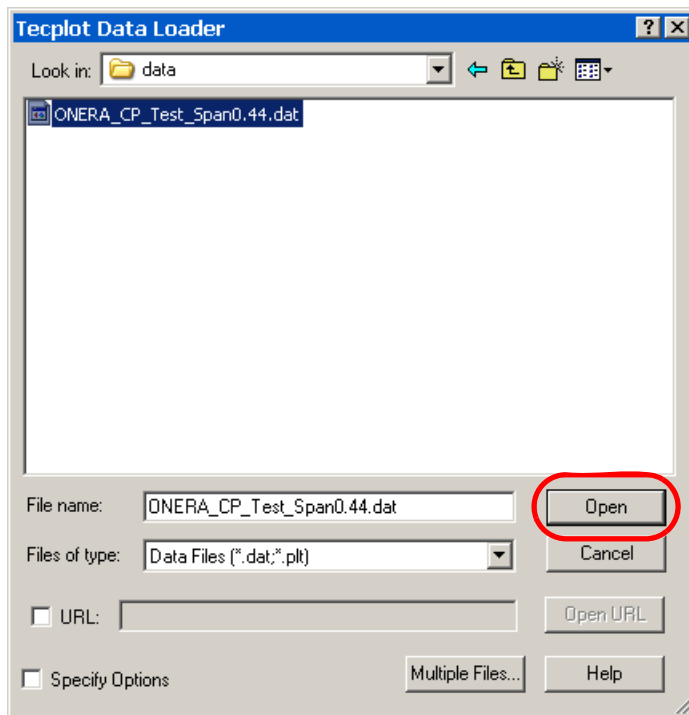 Tecplot Data Loader
Look in: data
ONERA_CP_Test_Span0.44.dat
File name: ONERA_CP_Test_Span0.44.dat Open
Files of type: Data Files (*.dat;*.plt) Cancel
URL: Open URL
Specify Options Multiple Files... Help